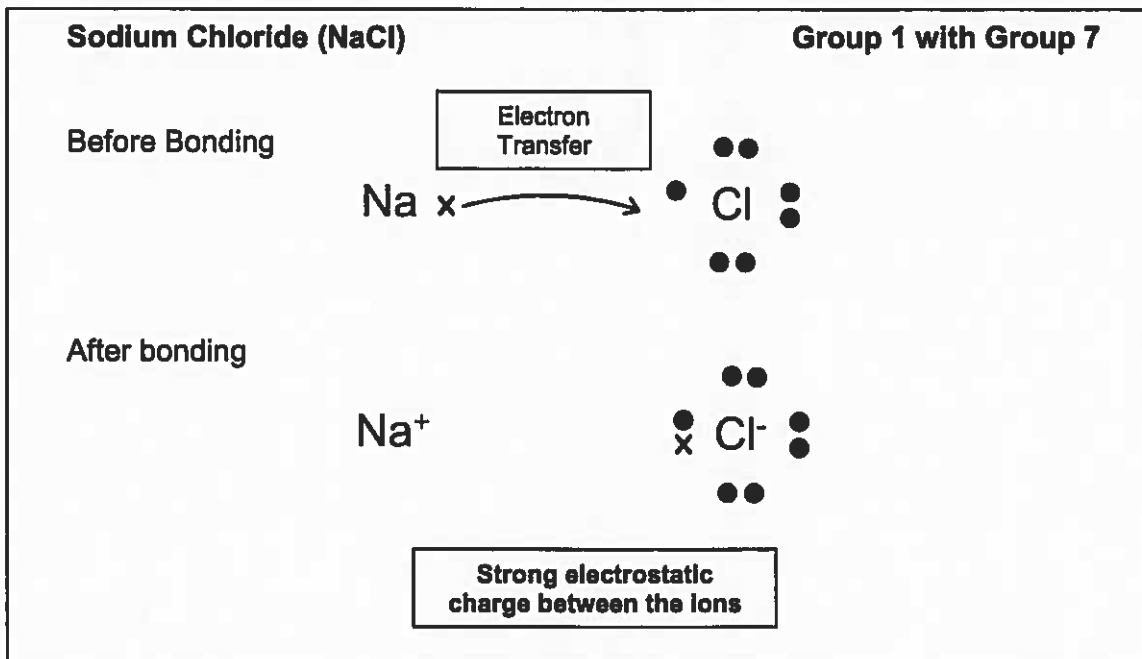 Sodium Chloride (NaCl)
Group 1 with Group 7
Electron
Transfer
Before Bonding
Na x
Cl
After bonding
Na⁺
x Cl⁻
Strong electrostatic
charge between the ions